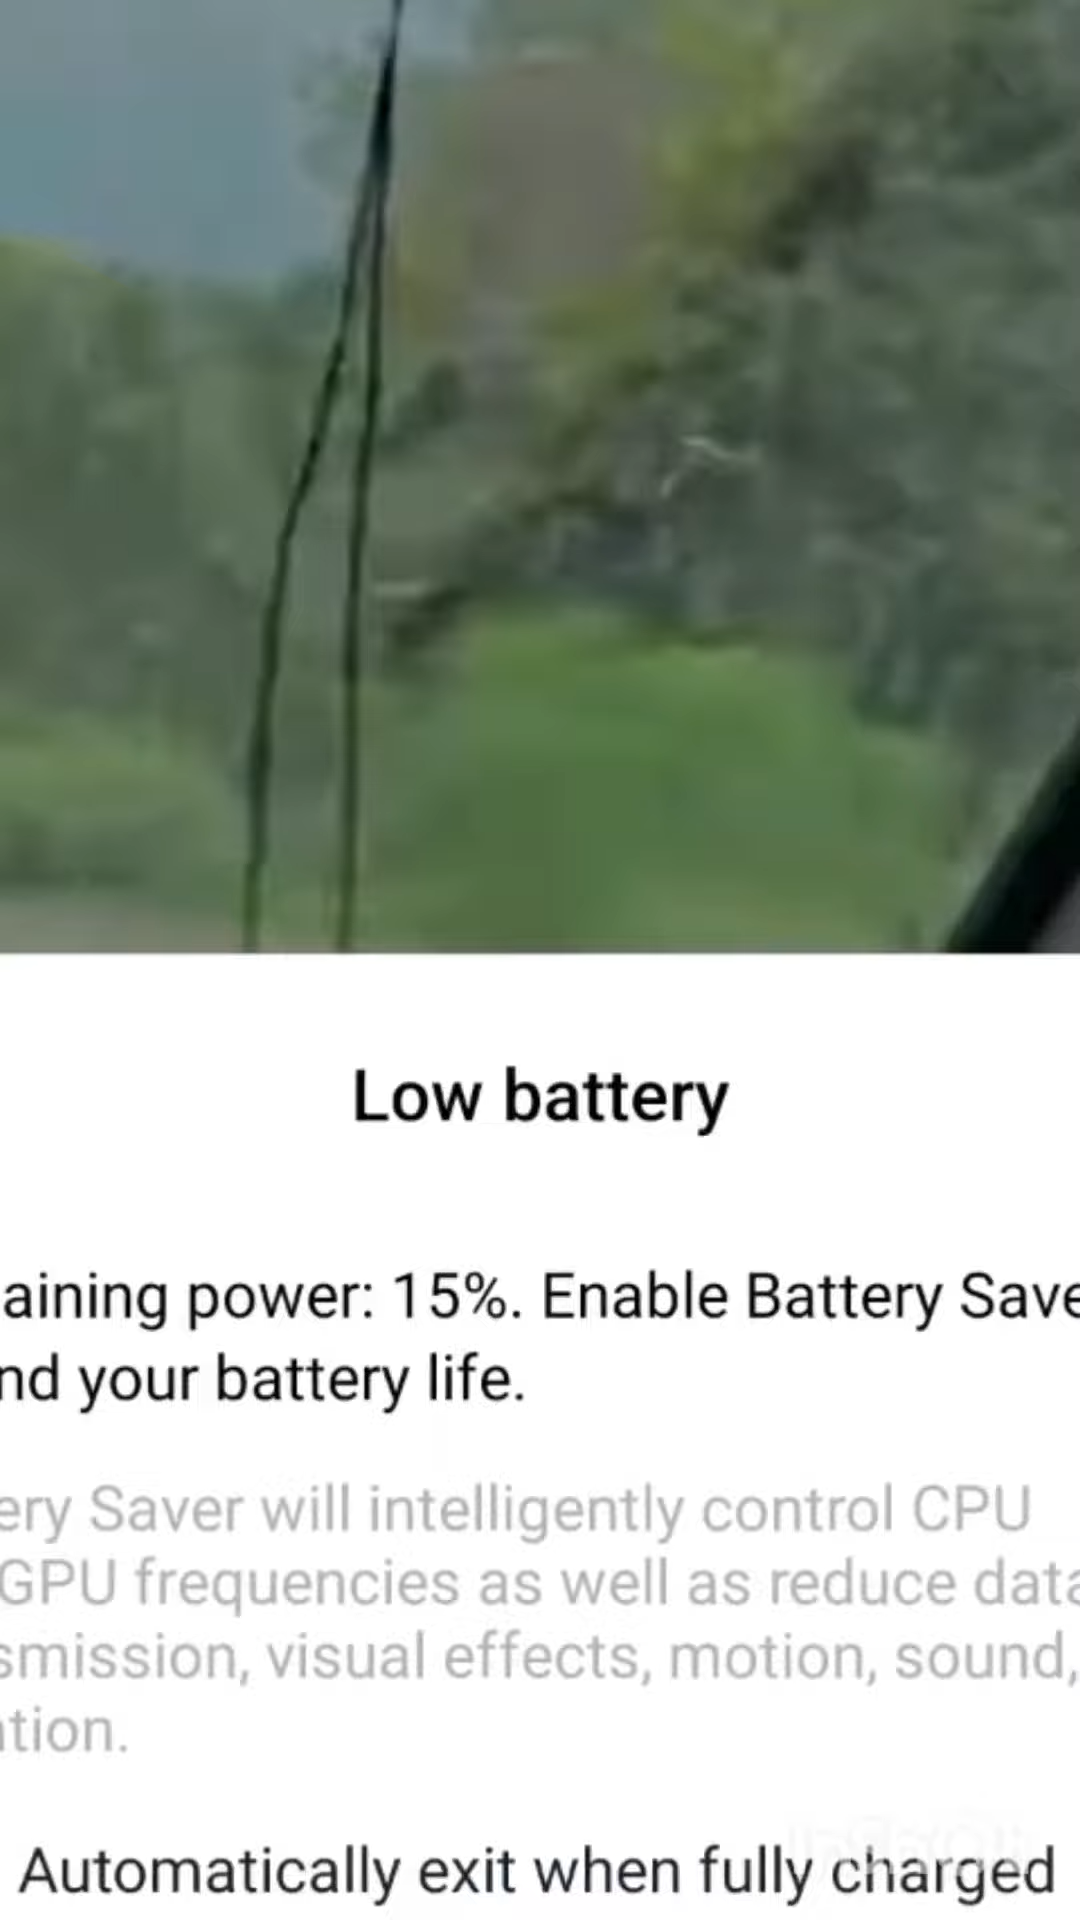 Low battery
aining power: 15%. Enable Battery Save
nd your battery life.
ery Saver will intelligently control CPU
GPU frequencies as well as reduce data
smission, visual effects, motion, sound,
ation.
Automatically exit when fully charged